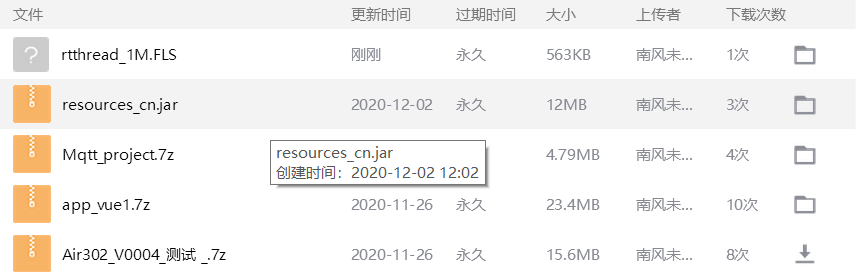 文件 更新时间 过期时间 大小 上传者 下载次数
rtthread_1M.FLS 刚刚 永久 563KB 南风未... 1次
resources_cn.jar 2020-12-02 永久 12MB 南风未... 3次
Mqtt_project.7z 4.79MB 南风未... 4次
resources_cn.jar
创建时间：2020-12-02 12:02
app_vue1.7z 2020-11-26 永久 23.4MB 南风未... 10次
Air302_V0004_测试 _.7z 2020-11-26 永久 15.6MB 南风未... 8次